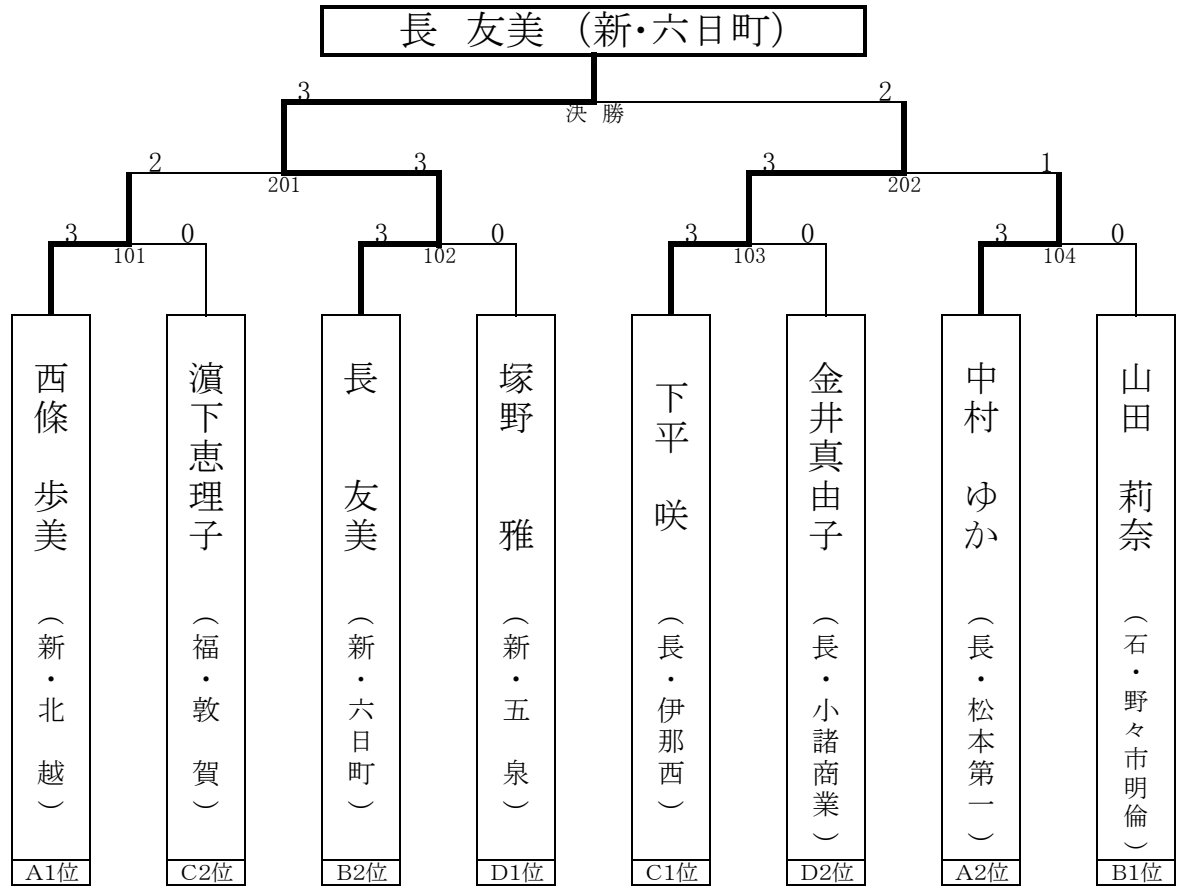 長 友美 (新・六日町)
3 2
決 勝
2 3 3 1
201 202
3 0 3 0 3 0 3 0
101 102 103 104
西條 歩美 (新・北 越)
A1位
濵下恵理子 (福・敦 賀)
C2位
長 友美 (新・六日町)
B2位
塚野 雅 (新・五 泉)
D1位
下平 咲 (長・伊那西)
C1位
金井真由子 (長・小諸商業)
D2位
中村 ゆか (長・松本第一)
A2位
山田 莉奈 (石・野々市明倫)
B1位